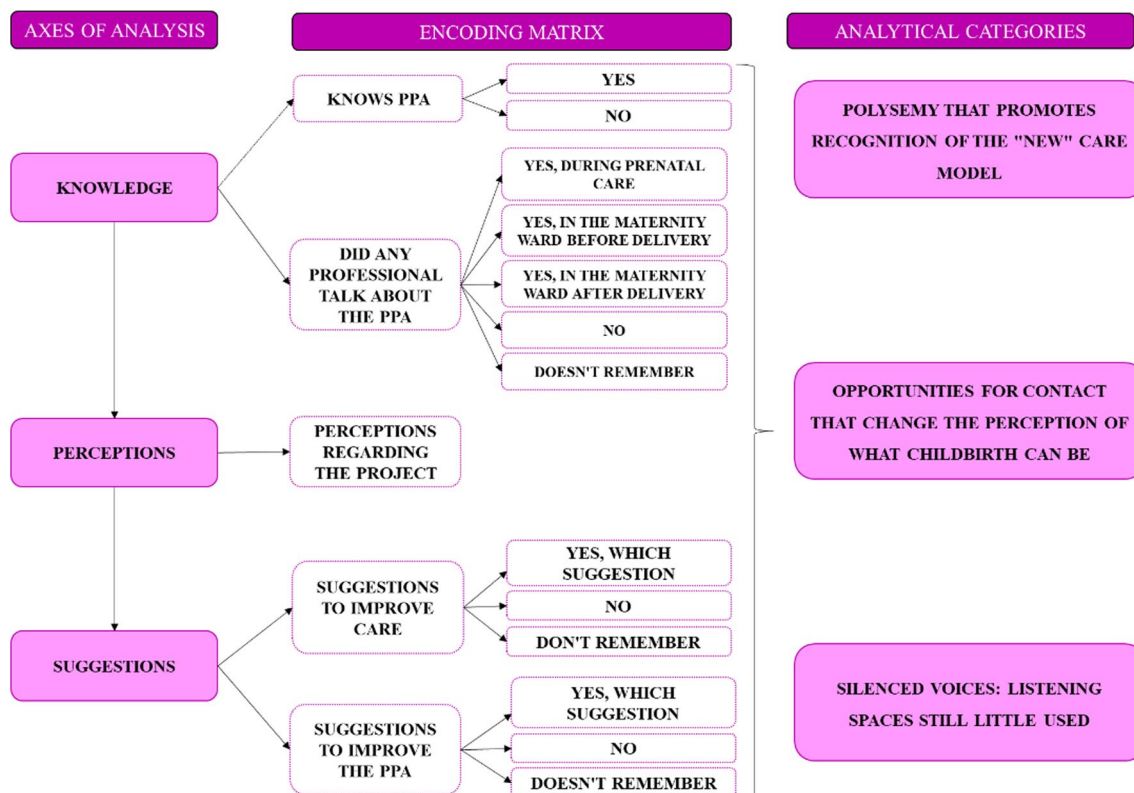 AXES OF ANALYSIS
ENCODING MATRIX
ANALYTICAL CATEGORIES
KNOWLEDGE
KNOWS PPA
YES
NO
DID ANY
PROFESSIONAL
TALK ABOUT
THE PPA
YES, DURING PRENATAL
CARE
YES, IN THE MATERNITY
WARD BEFORE DELIVERY
YES, IN THE MATERNITY
WARD AFTER DELIVERY
NO
DOESN'T REMEMBER
PERCEPTIONS
PERCEPTIONS
REGARDING
THE PROJECT
SUGGESTIONS
SUGGESTIONS
TO IMPROVE
CARE
YES, WHICH
SUGGESTION
NO
DON'T REMEMBER
SUGGESTIONS
TO IMPROVE
THE PPA
YES, WHICH
SUGGESTION
NO
DOESN'T REMEMBER
POLYSEMY THAT PROMOTES
RECOGNITION OF THE "NEW" CARE
MODEL
OPPORTUNITIES FOR CONTACT
THAT CHANGE THE PERCEPTION OF
WHAT CHILDBIRTH CAN BE
SILENCED VOICES: LISTENING
SPACES STILL LITTLE USED